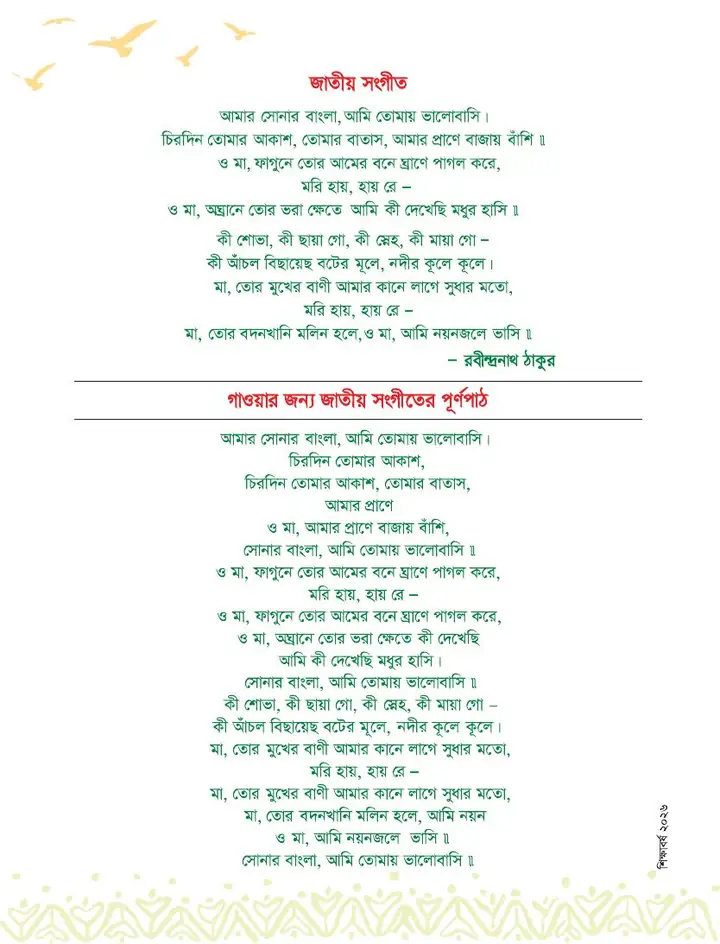 জাতীয় সংগীত
আমার সোনার বাংলা, আমি তোমায় ভালোবাসি।
চিরদিন তোমার আকাশ, তোমার বাতাস, আমার প্রাণে বাজায় বাঁশি॥
ও মা, ফাগুনে তোর আমের বনে ঘ্রাণে পাগল করে,
মরি হায়, হায় রে –
ও মা, অঘ্রানে তোর ভরা ক্ষেতে আমি কী দেখেছি মধুর হাসি॥
কী শোভা, কী ছায়া গো, কী স্নেহ, কী মায়া গো –
কী আঁচল বিছায়েছ বটের মূলে, নদীর কূলে কূলে।
মা, তোর মুখের বাণী আমার কানে লাগে সুধার মতো,
মরি হায়, হায় রে –
মা, তোর বদনখানি মলিন হলে, ও মা, আমি নয়নজলে ভাসি॥
– রবীন্দ্রনাথ ঠাকুর
গাওয়ার জন্য জাতীয় সংগীতের পূর্ণপাঠ
আমার সোনার বাংলা, আমি তোমায় ভালোবাসি।
চিরদিন তোমার আকাশ,
চিরদিন তোমার আকাশ, তোমার বাতাস,
আমার প্রাণে
ও মা, আমার প্রাণে বাজায় বাঁশি,
সোনার বাংলা, আমি তোমায় ভালোবাসি॥
ও মা, ফাগুনে তোর আমের বনে ঘ্রাণে পাগল করে,
মরি হায়, হায় রে –
ও মা, ফাগুনে তোর আমের বনে ঘ্রাণে পাগল করে,
ও মা, অঘ্রানে তোর ভরা ক্ষেতে কী দেখেছি
আমি কী দেখেছি মধুর হাসি।
সোনার বাংলা, আমি তোমায় ভালোবাসি॥
কী শোভা, কী ছায়া গো, কী স্নেহ, কী মায়া গো –
কী আঁচল বিছায়েছ বটের মূলে, নদীর কূলে কূলে।
মা, তোর মুখের বাণী আমার কানে লাগে সুধার মতো,
মরি হায়, হায় রে –
মা, তোর মুখের বাণী আমার কানে লাগে সুধার মতো,
মা, তোর বদনখানি মলিন হলে, আমি নয়ন
ও মা, আমি নয়নজলে ভাসি॥
সোনার বাংলা, আমি তোমায় ভালোবাসি॥
শিক্ষাবর্ষ ২০২৬